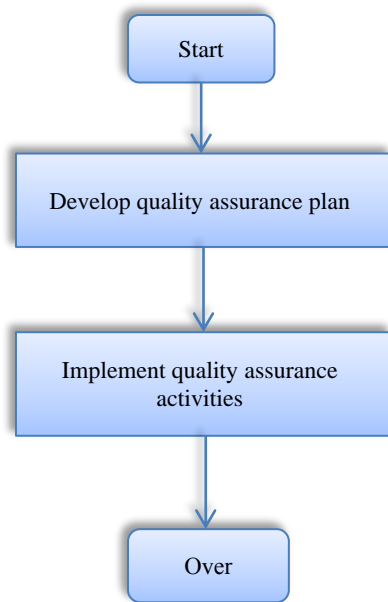 Start
Develop quality assurance plan
Implement quality assurance
activities
Over